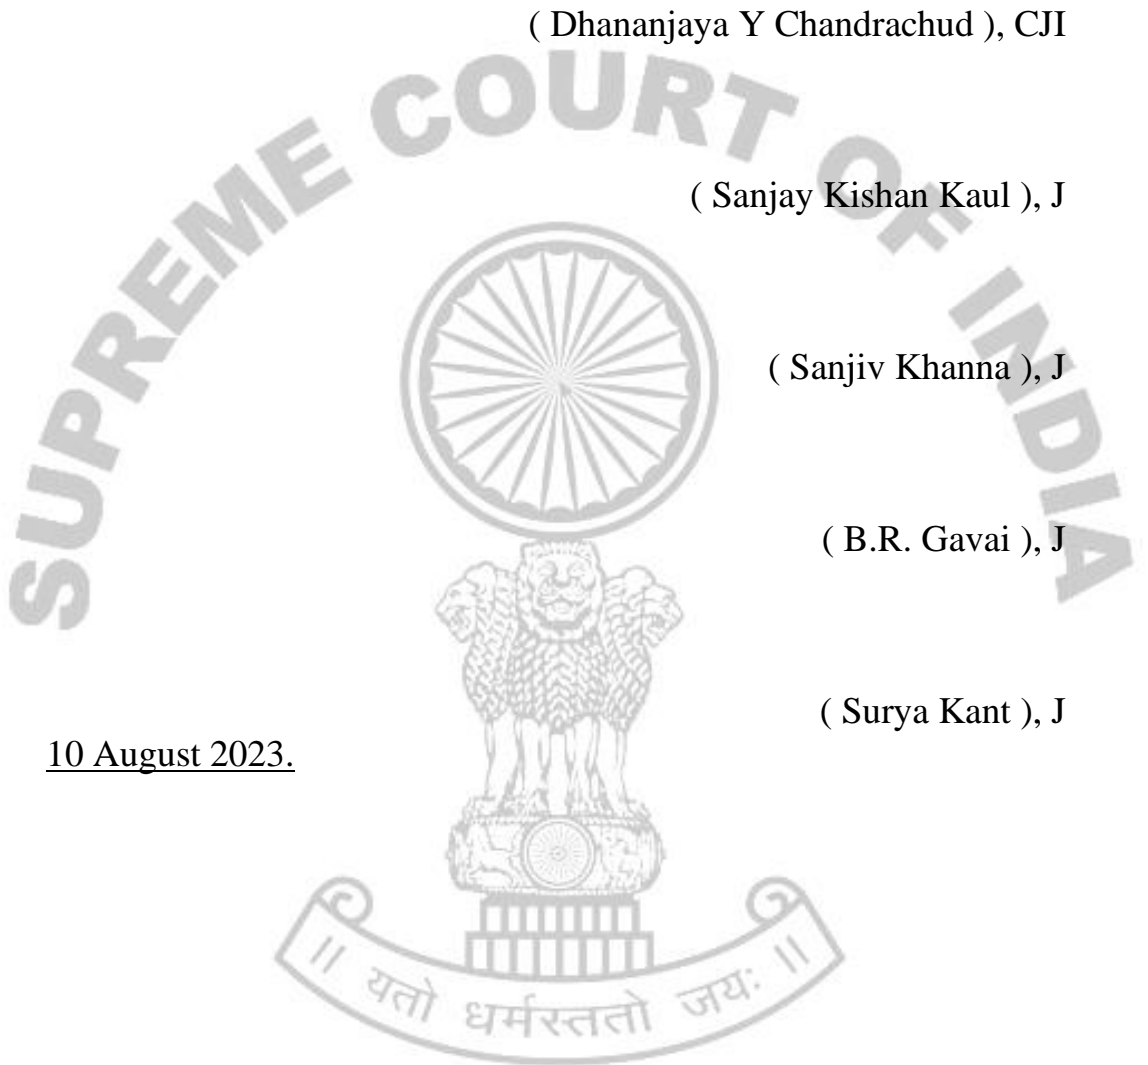 ( Dhananjaya Y Chandrachud ), CJI
SUPREME COURT OF INDIA
( Sanjay Kishan Kaul ), J
( Sanjiv Khanna ), J
( B.R. Gavai ), J
( Surya Kant ), J
10 August 2023.
॥ यतो धर्मस्ततो जयः ॥